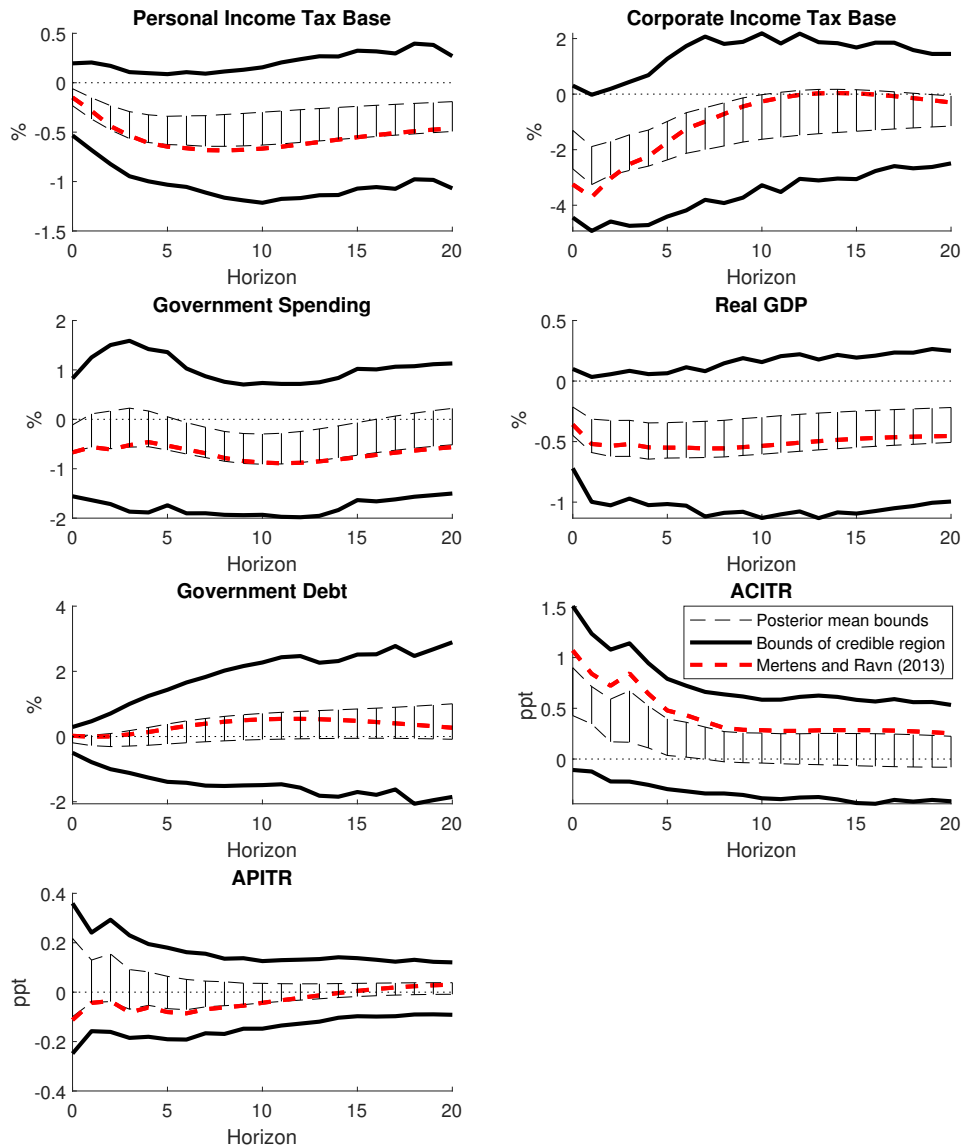 Personal Income Tax Base
0.5
0
-0.5
-1
-1.5
%
0 5 10 15 20
Horizon
Corporate Income Tax Base
2
0
-2
-4
%
0 5 10 15 20
Horizon
Government Spending
2
1
0
-1
-2
%
0 5 10 15 20
Horizon
Real GDP
0.5
0
-0.5
-1
%
0 5 10 15 20
Horizon
Government Debt
4
2
0
-2
%
0 5 10 15 20
Horizon
ACITR
1.5
1
0.5
0
ppt
Posterior mean bounds
Bounds of credible region
Mertens and Ravn (2013)
0 5 10 15 20
Horizon
APITR
0.4
0.2
0
-0.2
-0.4
ppt
0 5 10 15 20
Horizon